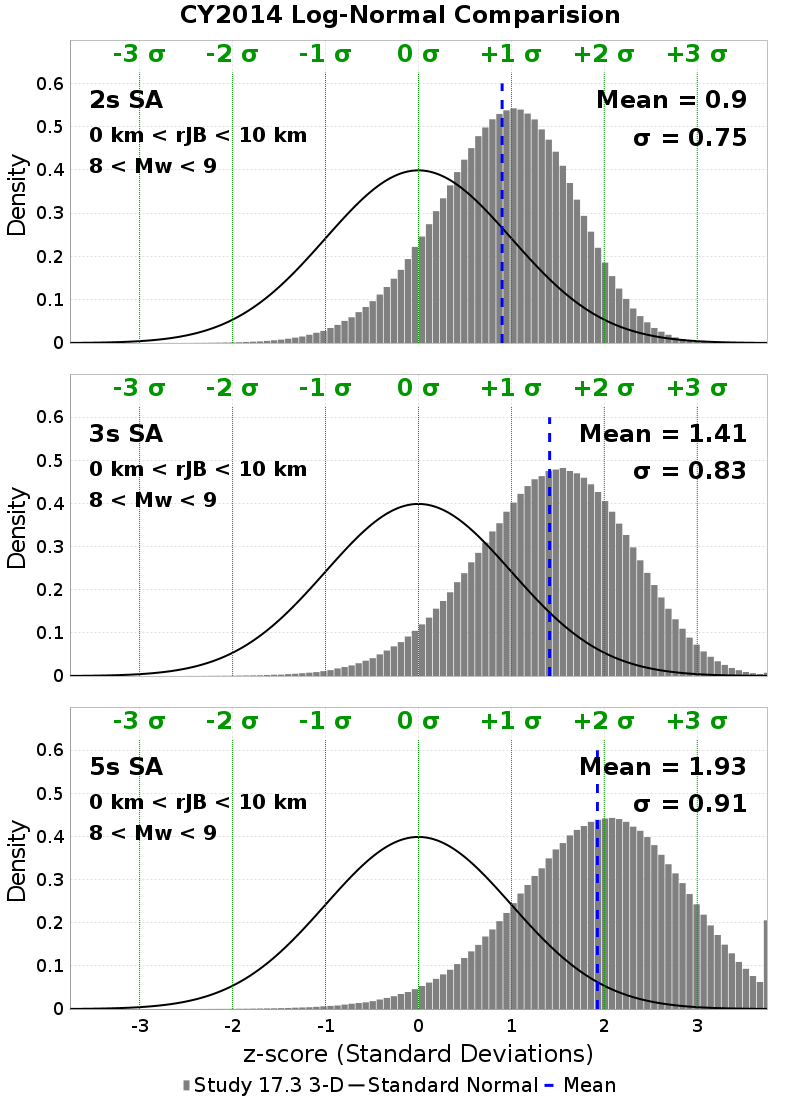 CY2014 Log-Normal Comparision
-3 σ -2 σ -1 σ 0 σ +1 σ +2 σ +3 σ
0.6
2s SA Mean = 0.9
0.5
0 km < rJB < 10 km σ = 0.75
8 < Mw < 9
0.4
0.3
0.2
0.1
0
Density
-3 σ -2 σ -1 σ 0 σ +1 σ +2 σ +3 σ
0.6
3s SA Mean = 1.41
0.5
0 km < rJB < 10 km σ = 0.83
8 < Mw < 9
0.4
0.3
0.2
0.1
0
Density
-3 σ -2 σ -1 σ 0 σ +1 σ +2 σ +3 σ
0.6
5s SA Mean = 1.93
0.5
0 km < rJB < 10 km σ = 0.91
8 < Mw < 9
0.4
0.3
0.2
0.1
0
Density
-3 -2 -1 0 1 2 3
z-score (Standard Deviations)
Study 17.3 3-D Standard Normal Mean